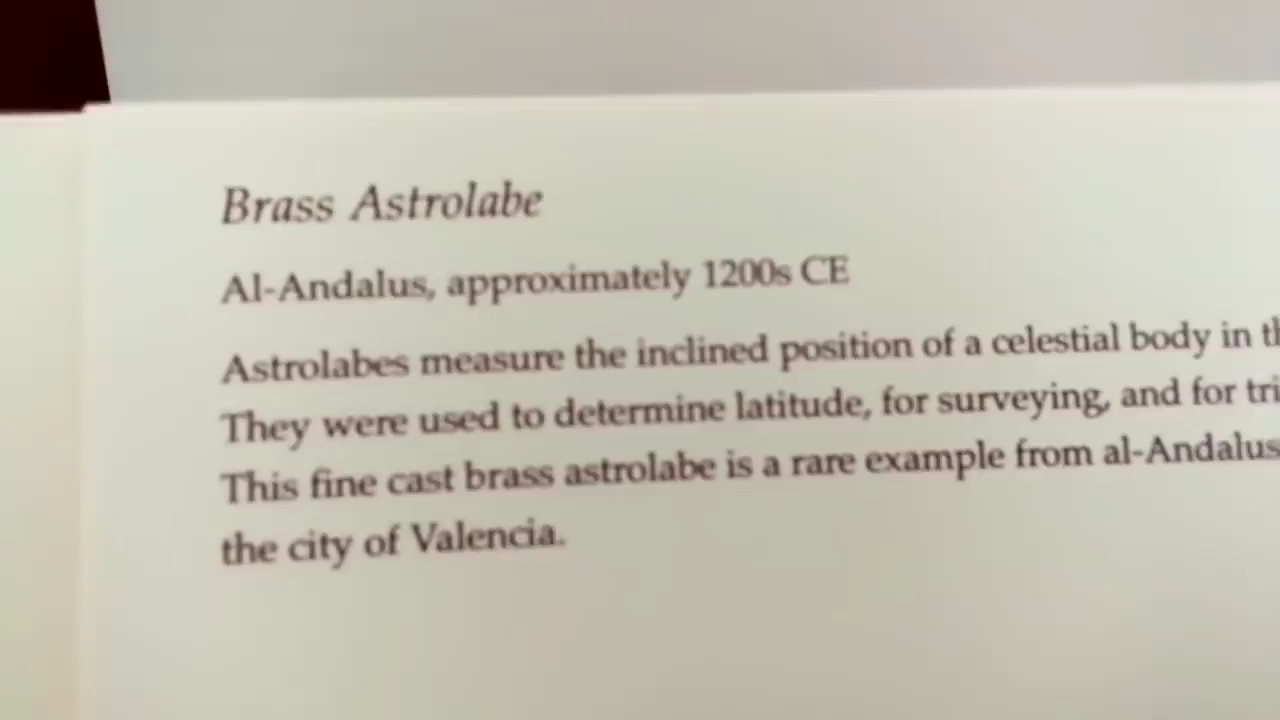 Brass Astrolabe
Al-Andalus, approximately 1200s CE
Astrolabes measure the inclined position of a celestial body in
They were used to determine latitude, for surveying, and for
This fine cast brass astrolabe is a rare example from al-Andalus
the city of Valencia.